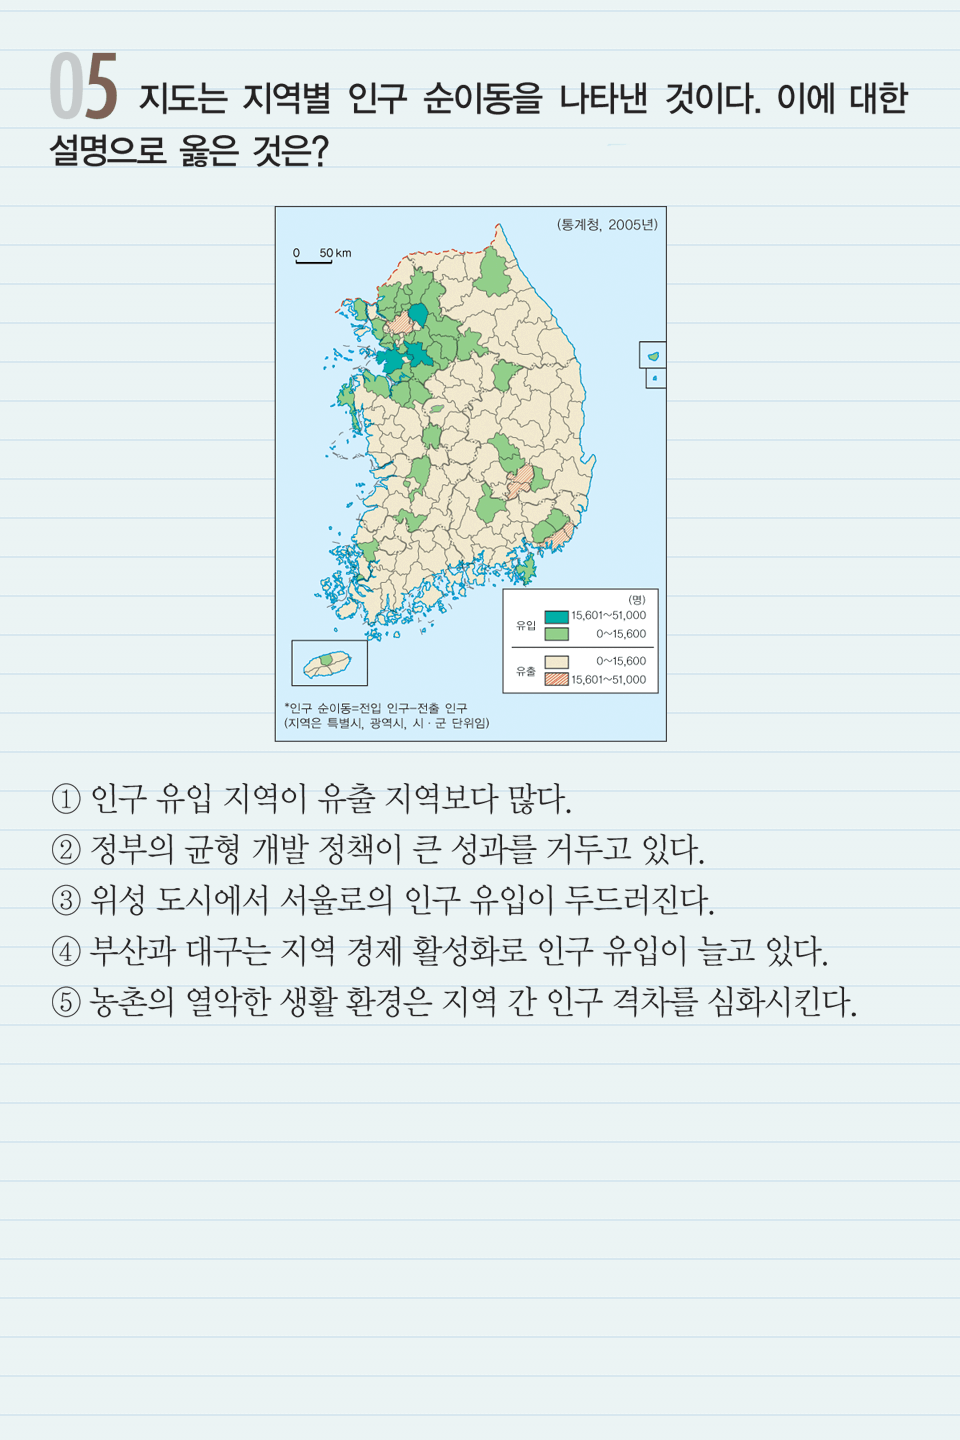 05 지도는 지역별 인구 순이동을 나타낸 것이다. 이에 대한
설명으로 옳은 것은?
(통계청, 2005년)
0 50 km
(명)
유입
15,601~51,000
0~15,600
유출
0~15,600
15,601~51,000
*인구 순이동=전입 인구-전출 인구
(지역은 특별시, 광역시, 시·군 단위임)
① 인구 유입 지역이 유출 지역보다 많다.
② 정부의 균형 개발 정책이 큰 성과를 거두고 있다.
③ 위성 도시에서 서울로의 인구 유입이 두드러진다.
④ 부산과 대구는 지역 경제 활성화로 인구 유입이 늘고 있다.
⑤ 농촌의 열악한 생활 환경은 지역 간 인구 격차를 심화시킨다.